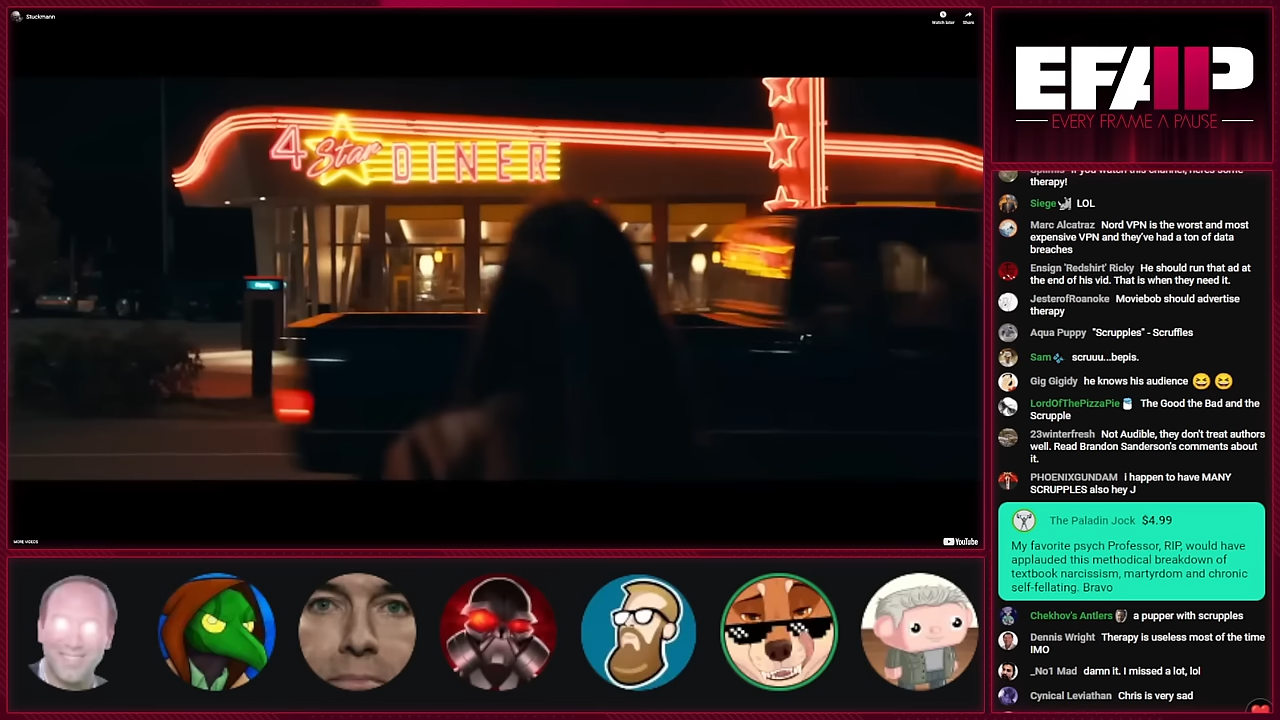 Stuckmann
Watch later
Share
4 Star DINER
MORE VIDEOS
YouTube
EFAP
EVERY FRAME A PAUSE
therapy!
Siege LOL
Marc Alcatraz Nord VPN is the worst and most
expensive VPN and they've had a ton of data
breaches
Ensign 'Redshirt' Ricky He should run that ad at
the end of his vid. That is when they need it.
JesterofRoanoke Moviebob should advertise
therapy
Aqua Puppy "Scrupples" - Scruffles
Sam scruuu...bepis.
Gig Gigidy he knows his audience 😆 😆
LordOfThePizzaPie The Good the Bad and the
Scrupple
23winterfresh Not Audible, they don't treat authors
well. Read Brandon Sanderson's comments about
it.
PHOENIXGUNDAM I happen to have MANY
SCRUPPLES also hey J
The Paladin Jock $4.99
My favorite psych Professor, RIP, would have
applauded this methodical breakdown of
textbook narcissism, martyrdom and chronic
self-fellating. Bravo
Chekhov's Antlers a pupper with scrupples
Dennis Wright Therapy is useless most of the time
IMO
_No1 Mad damn it. I missed a lot, lol
Cynical Leviathan Chris is very sad